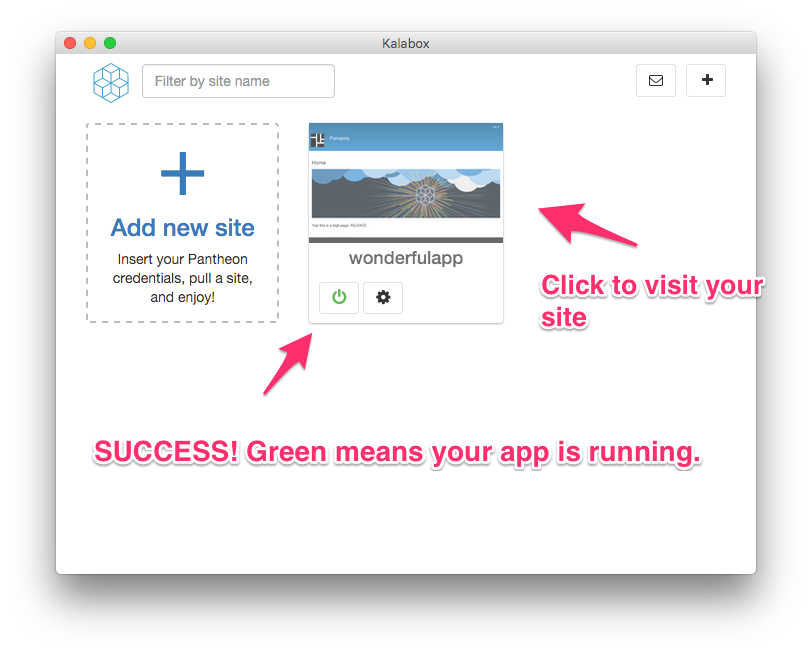 Kalabox
Filter by site name
Add new site
Insert your Pantheon
credentials, pull a site,
and enjoy!
Panopoly
Home
wonderfulapp
Click to visit your
site
SUCCESS! Green means your app is running.